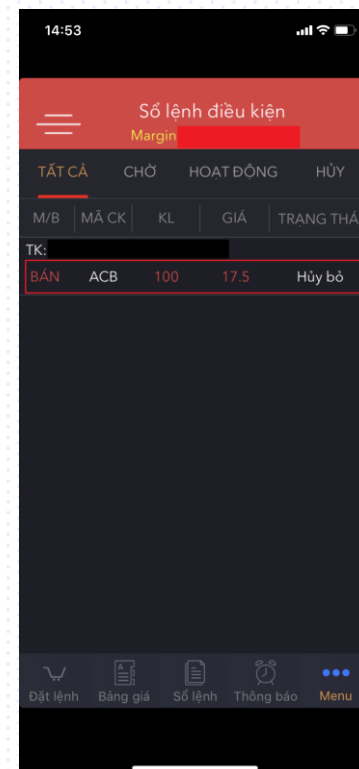 14:53
Sổ lệnh điều kiện
Margin
TẤT CẢ CHỜ HOẠT ĐỘNG HỦY
M/B MÃ CK KL GIÁ TRẠNG THÁ
TK:
BÁN ACB 100 17.5 Hủy bỏ
Đặt lệnh Bảng giá Sổ lệnh Thông báo Menu